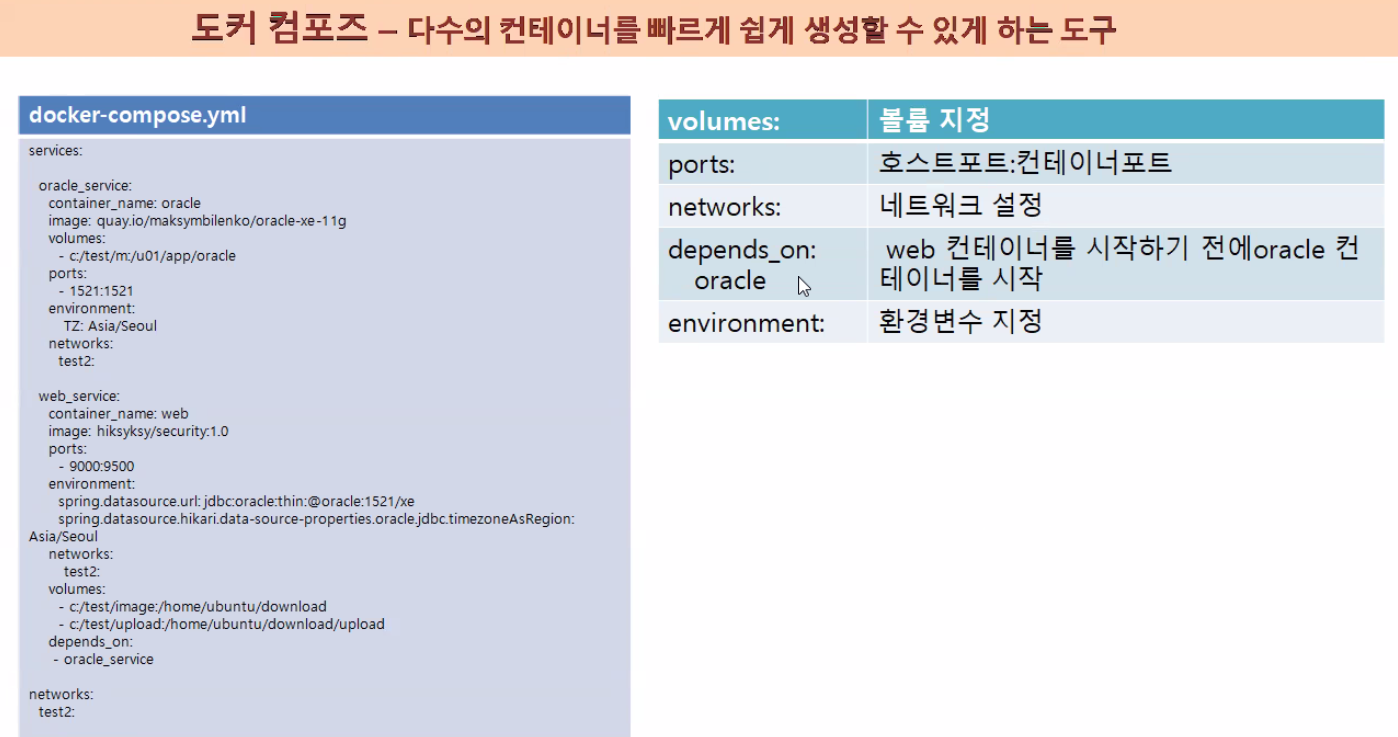 도커 컴포즈 – 다수의 컨테이너를 빠르게 쉽게 생성할 수 있게 하는 도구
docker-compose.yml
services:
oracle_service:
container_name: oracle
image: quay.io/maksymbilenko/oracle-xe-11g
volumes:
- c:/test/m:/u01/app/oracle
ports:
- 1521:1521
environment:
TZ: Asia/Seoul
networks:
test2:
web_service:
container_name: web
image: hiksyksy/security:1.0
ports:
- 9000:9500
environment:
spring.datasource.url: jdbc:oracle:thin:@oracle:1521/xe
spring.datasource.hikari.data-source-properties.oracle.jdbc.timezoneAsRegion:
Asia/Seoul
networks:
test2:
volumes:
- c:/test/image:/home/ubuntu/download
- c:/test/upload:/home/ubuntu/download/upload
depends_on:
- oracle_service
networks:
test2:
volumes: 볼륨 지정
ports: 호스트포트:컨테이너포트
networks: 네트워크 설정
depends_on: web 컨테이너를 시작하기 전에oracle 컨
oracle 테이너를 시작
environment: 환경변수 지정